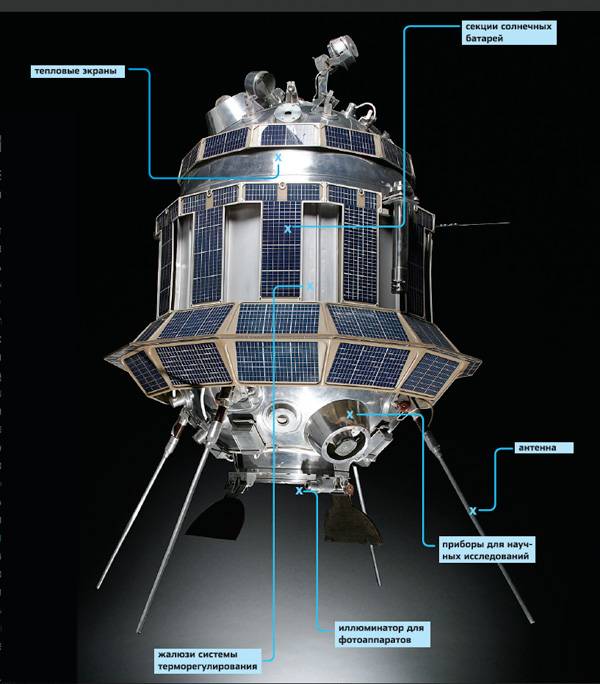 секции солнечных
батарей
тепловые экраны
антенна
приборы для науч-
ных исследований
иллюминатор для
фотоаппаратов
жалюзи системы
терморегулирования